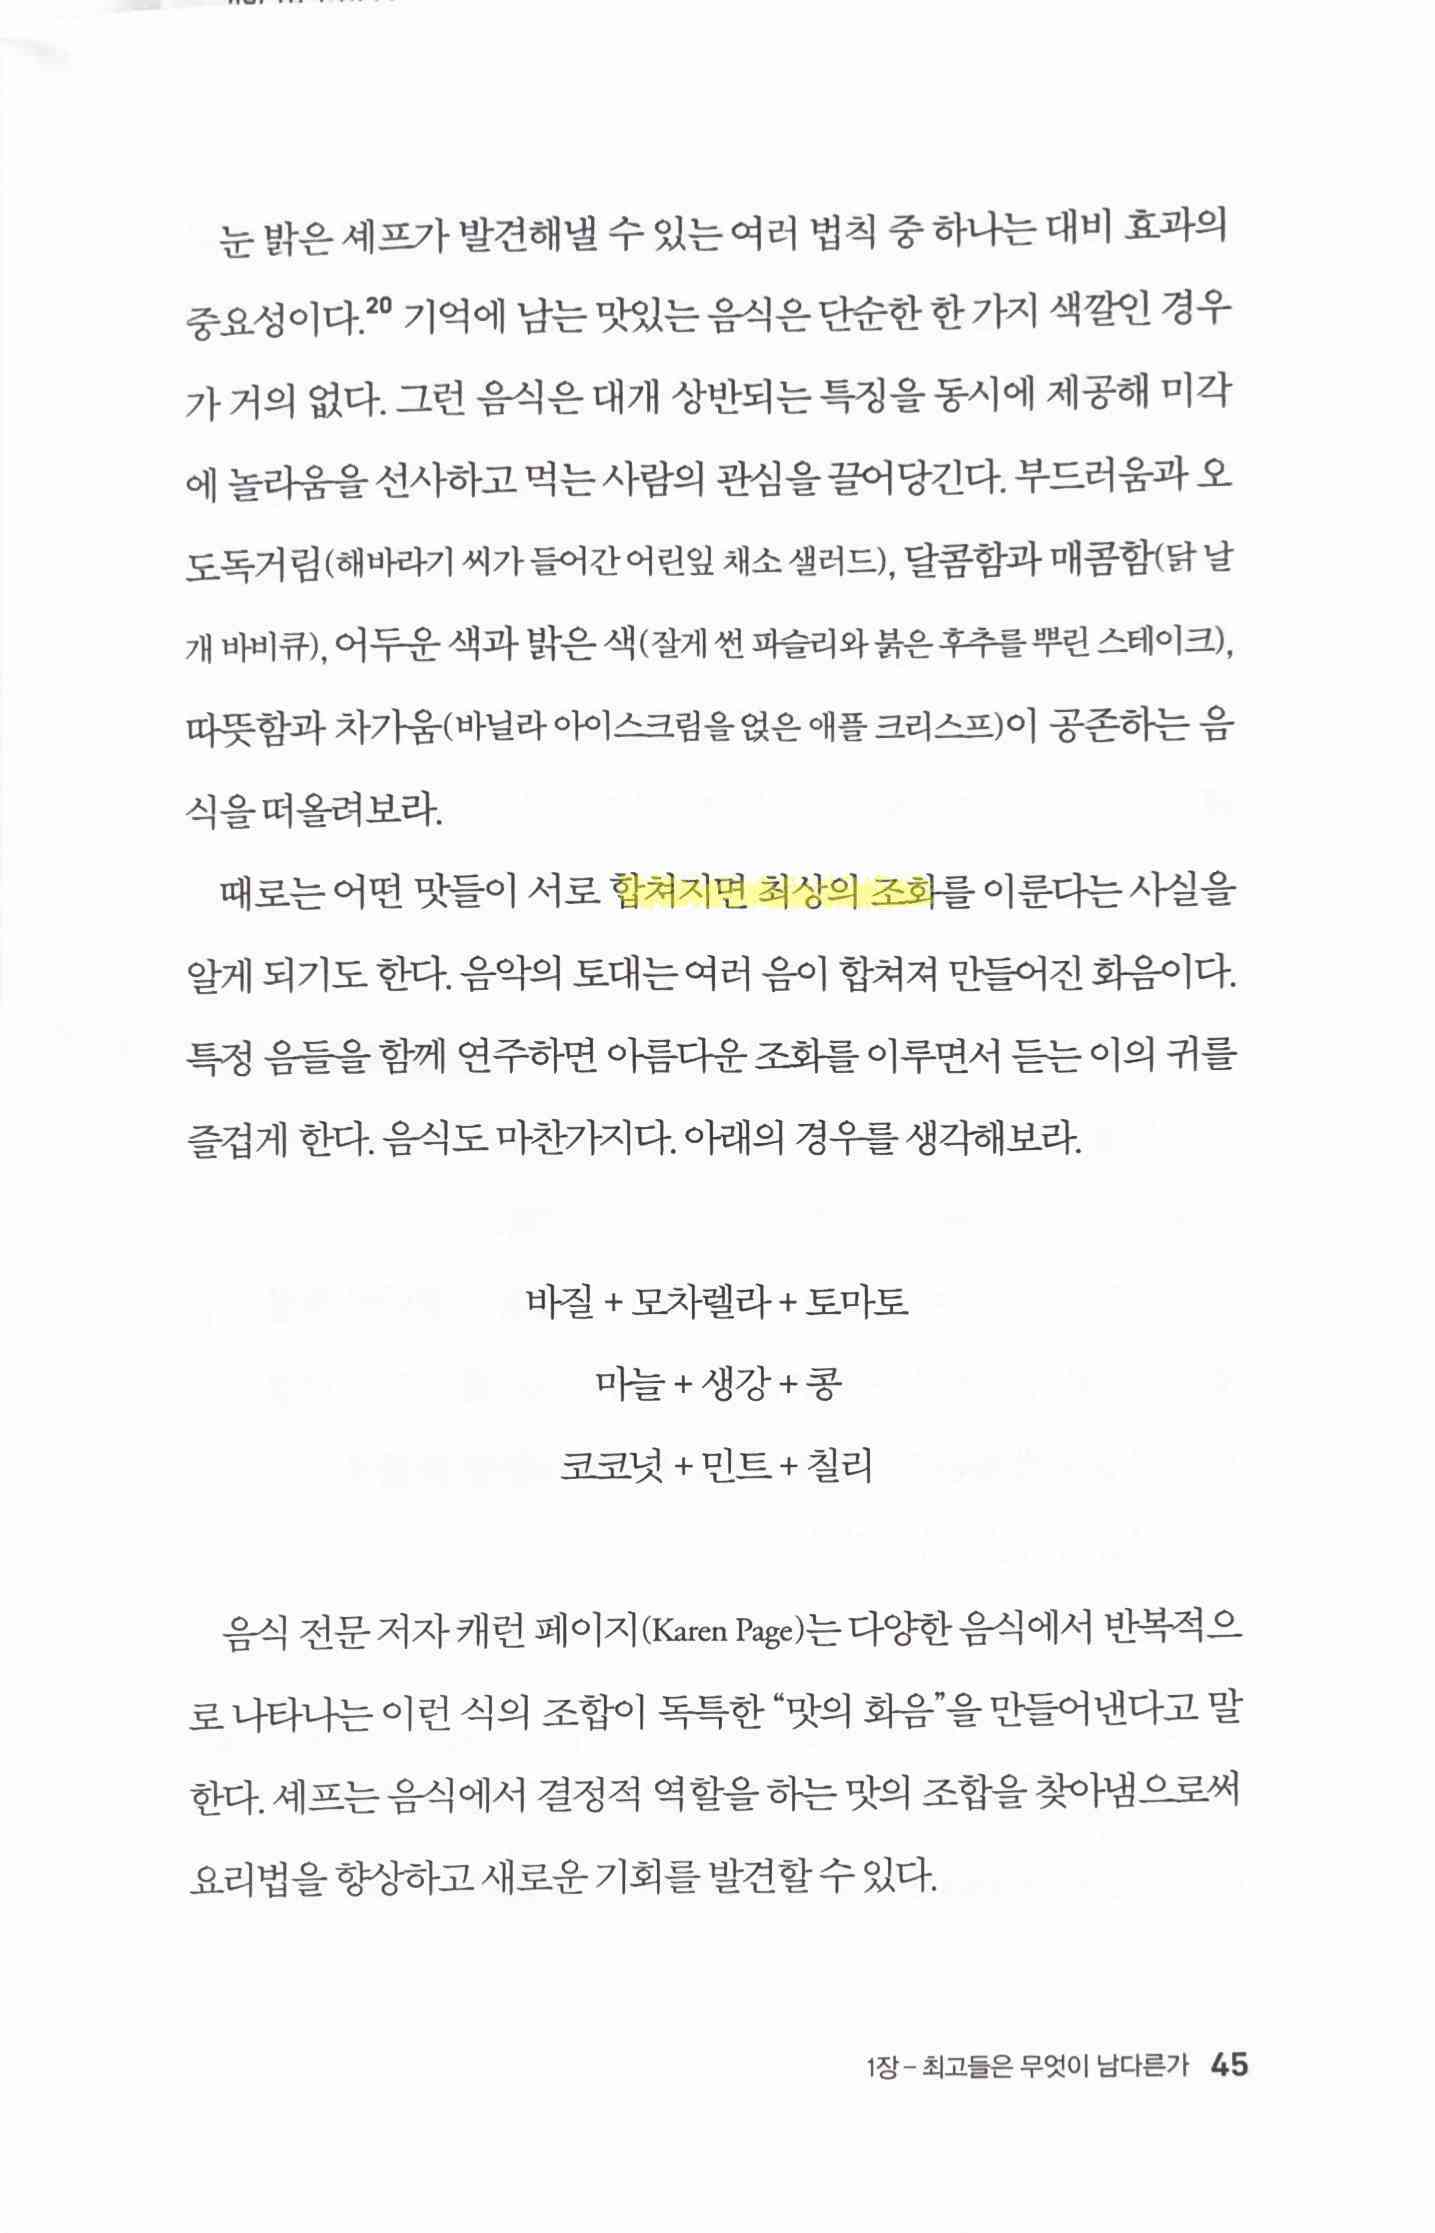 눈 밝은 셰프가 발견해낼 수 있는 여러 법칙 중 하나는 대비 효과의
중요성이다.20 기억에 남는 맛있는 음식은 단순한 한 가지 색깔인 경우
가 거의 없다. 그런 음식은 대개 상반되는 특징을 동시에 제공해 미각
에 놀라움을 선사하고 먹는 사람의 관심을 끌어당긴다. 부드러움과 오
도독거림(해바라기 씨가 들어간 어린잎 채소 샐러드), 달콤함과 매콤함(닭 날
개 바비큐), 어두운 색과 밝은 색(잘게 썬 파슬리와 붉은 후추를 뿌린 스테이크),
따뜻함과 차가움(바닐라 아이스크림을 얹은 애플 크리스프)이 공존하는 음
식을 떠올려보라.
때로는 어떤 맛들이 서로 합쳐지면 최상의 조화를 이룬다는 사실을
알게 되기도 한다. 음악의 토대는 여러 음이 합쳐져 만들어진 화음이다.
특정 음들을 함께 연주하면 아름다운 조화를 이루면서 듣는 이의 귀를
즐겁게 한다. 음식도 마찬가지다. 아래의 경우를 생각해보라.
바질 + 모차렐라 + 토마토
마늘 + 생강 + 콩
코코넛 + 민트 + 칠리
음식 전문 저자 캐런 페이지(Karen Page)는 다양한 음식에서 반복적으
로 나타나는 이런 식의 조합이 독특한 “맛의 화음”을 만들어낸다고 말
한다. 셰프는 음식에서 결정적 역할을 하는 맛의 조합을 찾아냄으로써
요리법을 향상하고 새로운 기회를 발견할 수 있다.
1장 – 최고들은 무엇이 남다른가 45